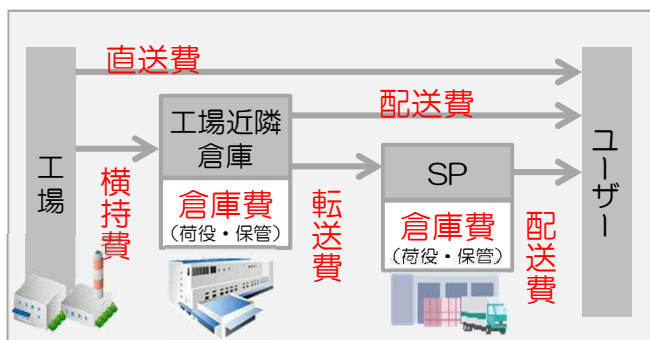 直送費
配送費
工場
横持費
工場近隣
倉庫
倉庫費
(荷役・保管)
転送費
SP
倉庫費
(荷役・保管)
配送費
ユーザー